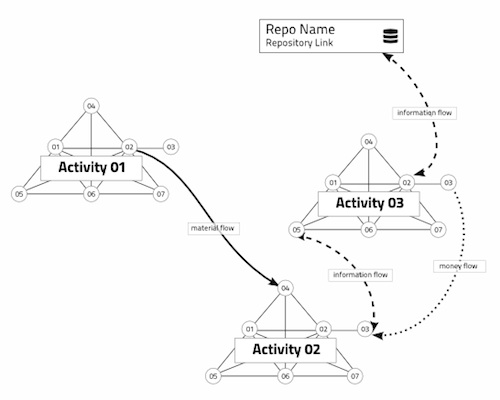 Repo Name
Repository Link
information flow
04
01
02
03
Activity 01
05
06
07
04
01
02
03
Activity 03
05
06
07
material flow
information flow
money flow
04
01
02
03
Activity 02
05
06
07